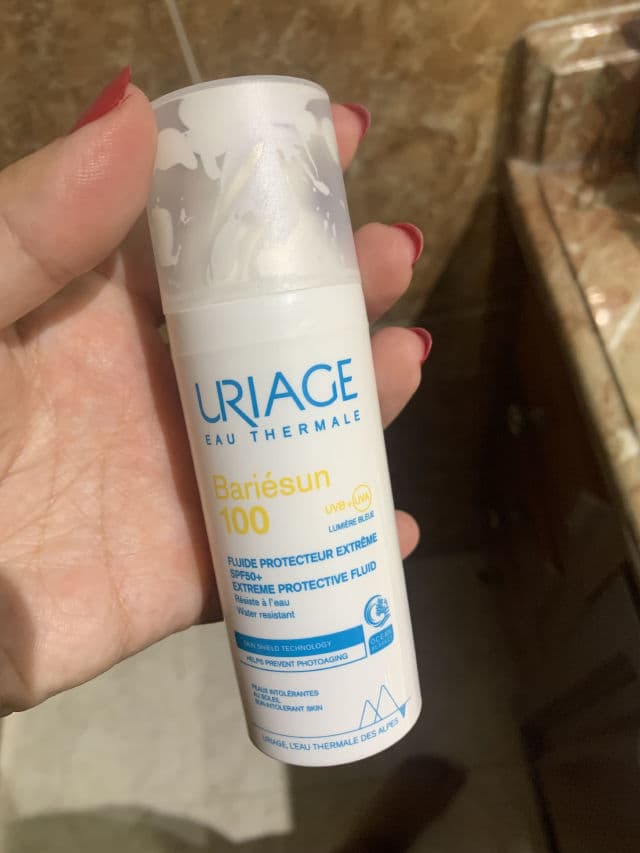 URIAGE
EAU THERMALE
Bariésun
100
UVB + UVA
LUMIÈRE BLEUE
FLUIDE PROTECTEUR EXTRÊME
SPF50+
EXTREME PROTECTIVE FLUID
Résiste à l'eau
Water resistant
OCEAN
SKIN SHIELD TECHNOLOGY
HELPS PREVENT PHOTOAGING
PEAUX INTOLÉRANTES
AU SOLEIL
SUN-INTOLERANT SKIN
URIAGE, L'EAU THERMALE DES ALPES